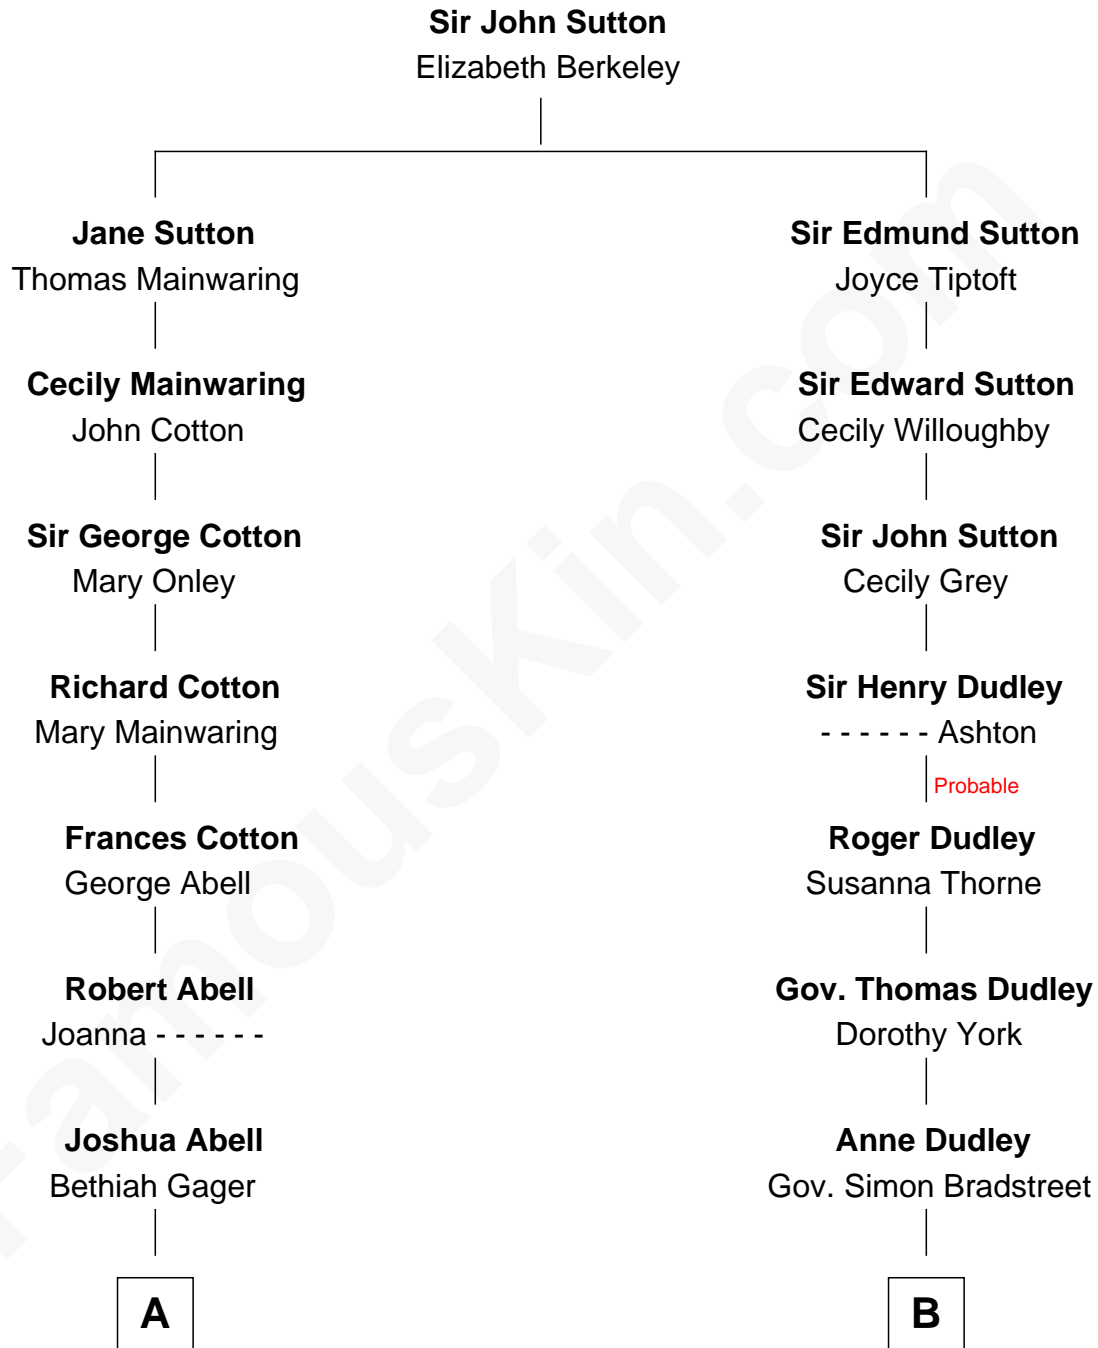 Sir John Sutton
Elizabeth Berkeley
Jane Sutton
Thomas Mainwaring
Sir Edmund Sutton
Joyce Tiptoft
Cecily Mainwaring
John Cotton
Sir Edward Sutton
Cecily Willoughby
Sir George Cotton
Mary Onley
Sir John Sutton
Cecily Grey
Richard Cotton
Mary Mainwaring
Sir Henry Dudley
- - - - - - Ashton
Probable
Frances Cotton
George Abell
Roger Dudley
Susanna Thorne
Robert Abell
Joanna - - - - - -
Gov. Thomas Dudley
Dorothy York
Joshua Abell
Bethiah Gager
Anne Dudley
Gov. Simon Bradstreet
A
B
FamousKin.com